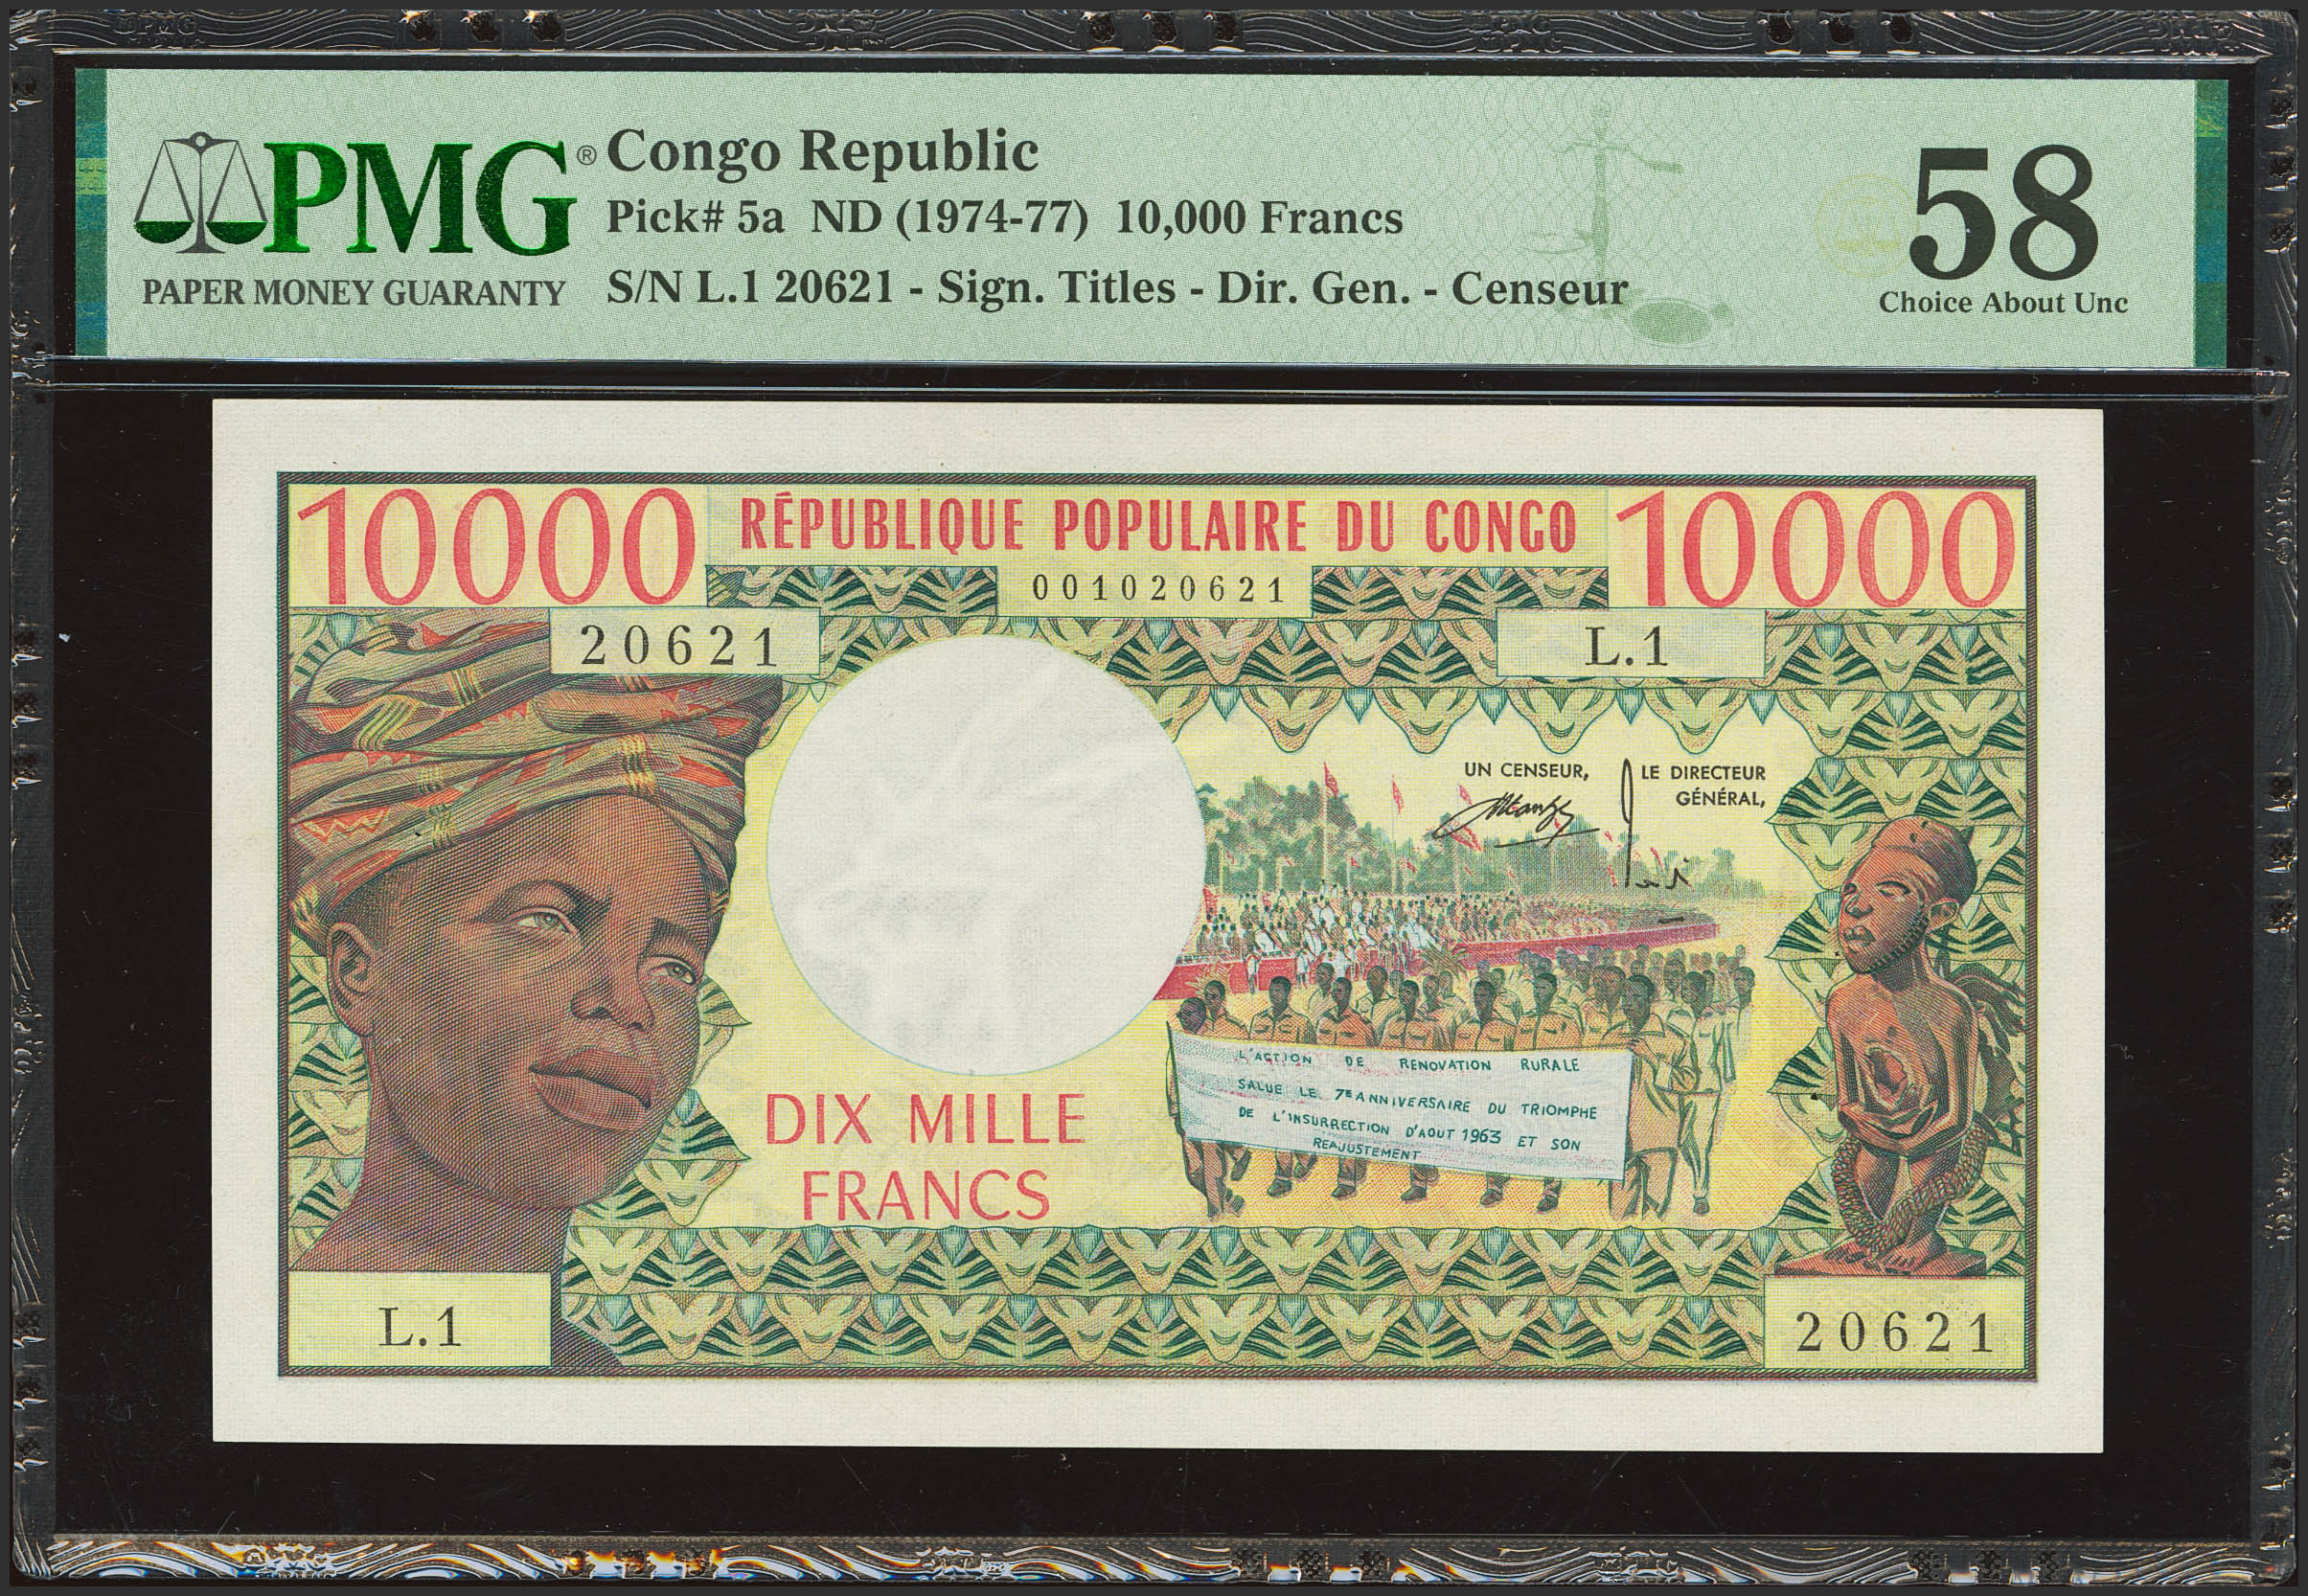 PMG®
PAPER MONEY GUARANTY
Congo Republic
Pick# 5a ND (1974-77) 10,000 Francs
S/N L.1 20621 - Sign. Titles - Dir. Gen. - Censeur
58
Choice About Unc
10000
RÉPUBLIQUE POPULAIRE DU CONGO
10000
001020621
20621
L.1
UN CENSEUR,
LE DIRECTEUR
GÉNÉRAL,
L'ACTION DE RENOVATION RURALE
SALUE LE 7E ANNIVERSAIRE DU TRIOMPHE
DE L'INSURRECTION D'AOUT 1963 ET SON
REAJUSTEMENT
DIX MILLE
FRANCS
L.1
20621